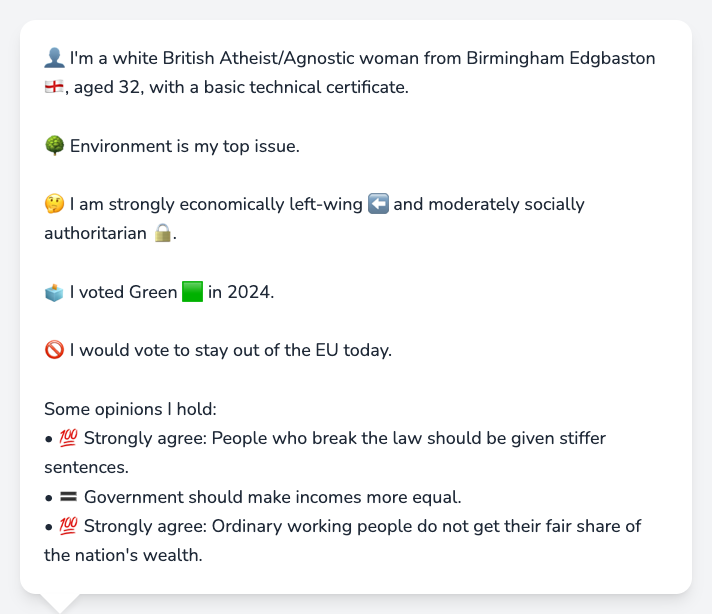 👤 I'm a white British Atheist/Agnostic woman from Birmingham Edgbaston
🏴󠁧󠁢󠁥󠁮󠁧󠁿, aged 32, with a basic technical certificate.
🌳 Environment is my top issue.
🤔 I am strongly economically left-wing ⬅️ and moderately socially
authoritarian 🔒.
🗳️ I voted Green 🟩 in 2024.
🚫 I would vote to stay out of the EU today.
Some opinions I hold:
• 💯 Strongly agree: People who break the law should be given stiffer
sentences.
• 🟰 Government should make incomes more equal.
• 💯 Strongly agree: Ordinary working people do not get their fair share of
the nation's wealth.